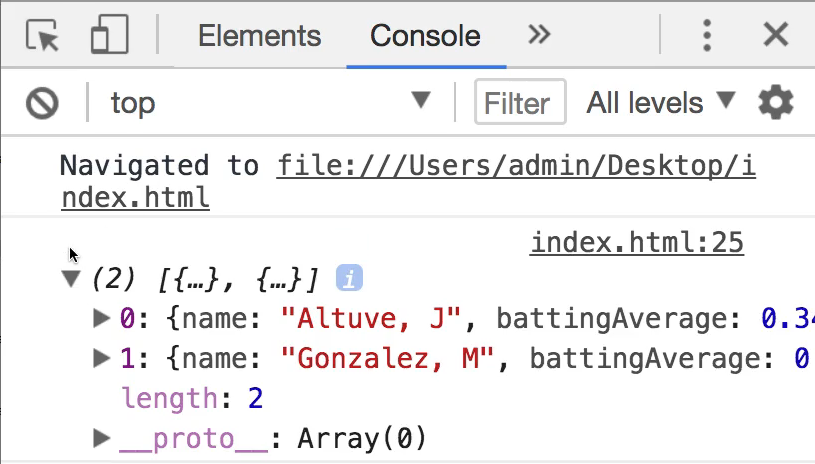 Elements Console »
top Filter All levels
Navigated to file:///Users/admin/Desktop/i
ndex.html
index.html:25
(2) [{…}, {…}] i
0: {name: "Altuve, J", battingAverage: 0.34
1: {name: "Gonzalez, M", battingAverage: 0
length: 2
__proto__: Array(0)